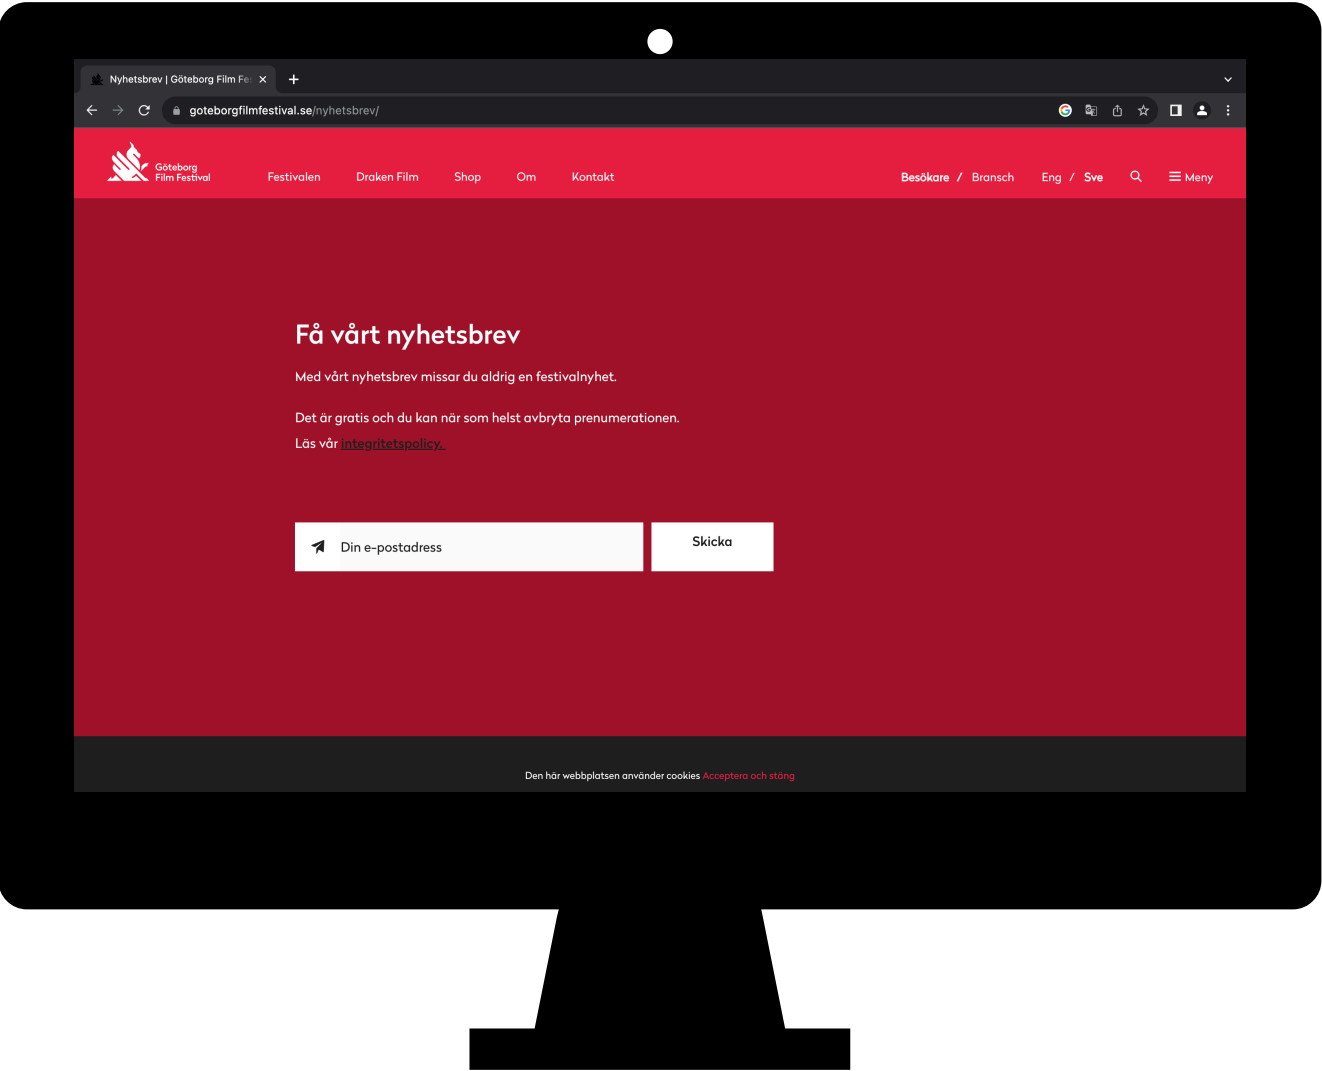 Nyhetsbrev | Göteborg Film Fe
goteborgfilmfestival.se/nyhetsbrev/
Göteborg
Film Festival
Festivalen Draken Film Shop Om Kontakt Besökare / Bransch Eng / Sve Meny
Få vårt nyhetsbrev
Med vårt nyhetsbrev missar du aldrig en festivalnyhet.
Det är gratis och du kan när som helst avbryta prenumerationen.
Läs vår integritetspolicy.
Din e-postadress Skicka
Den här webbplatsen använder cookies Acceptera och stäng